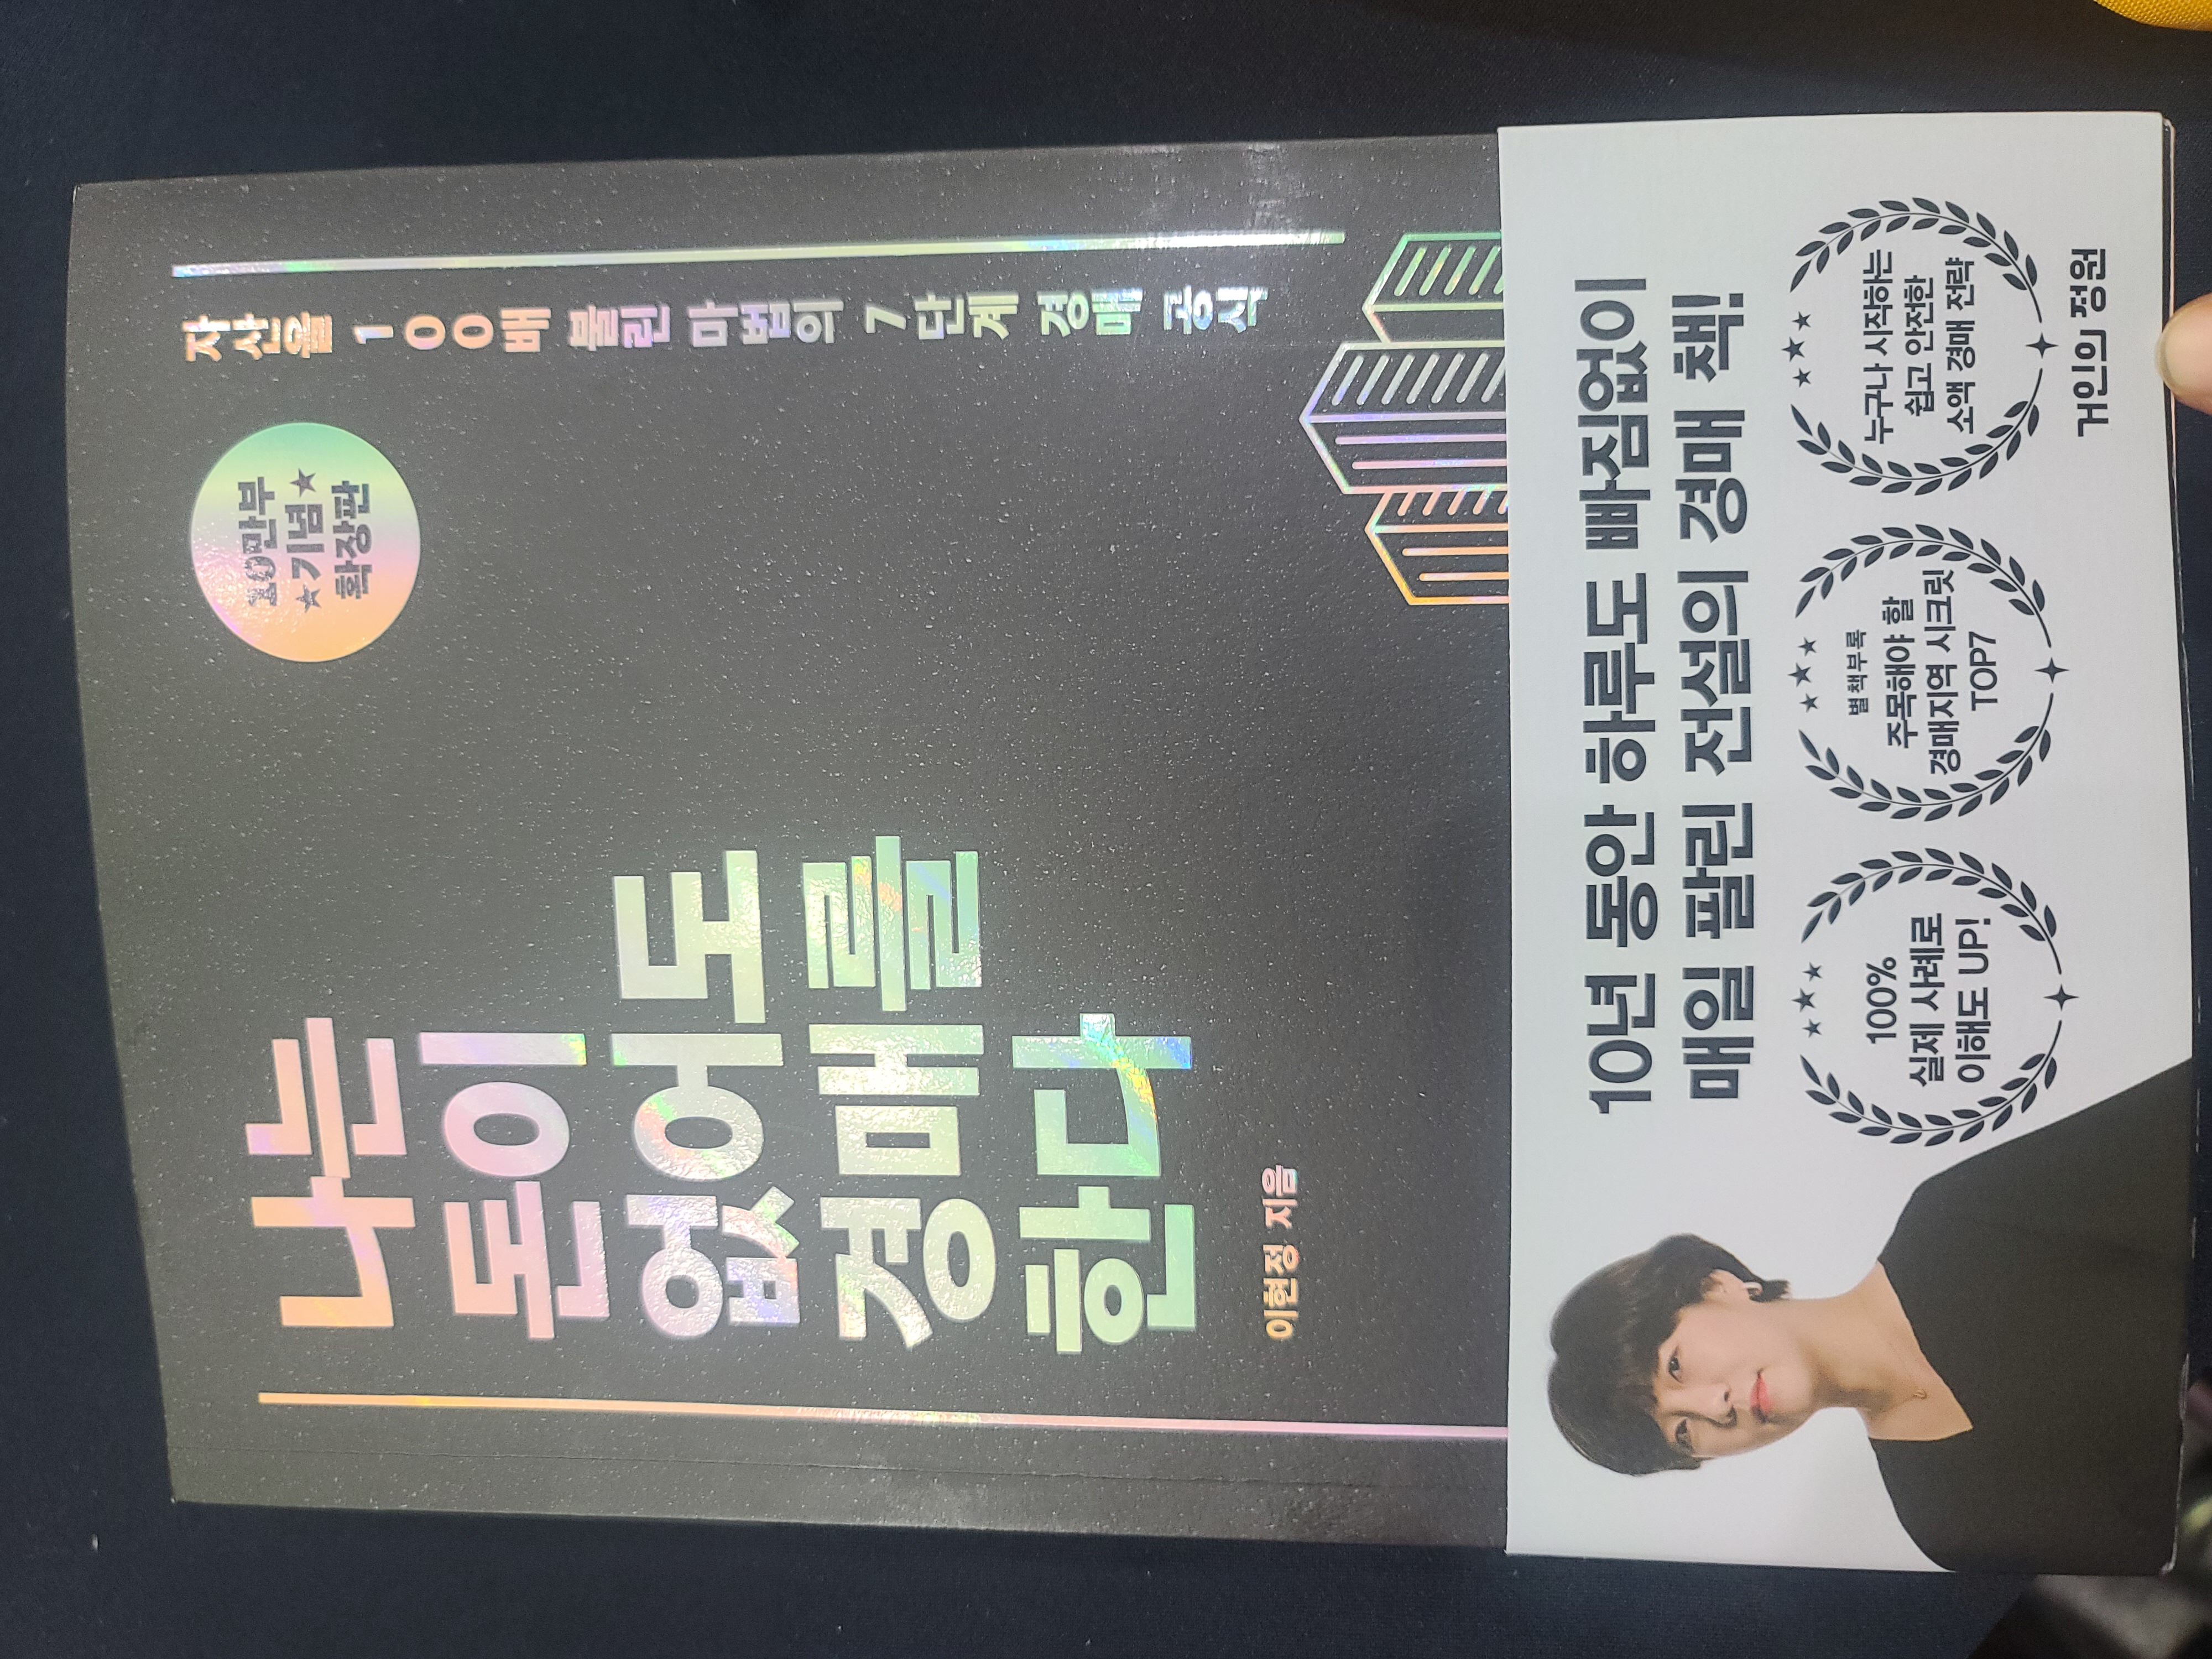 나는
돈이
없어도
경매를
한다
이현정 지음
10만부
★기념★
확장판
자산을 100배 불린 마법의 7단계 경매 공식
10년 동안 하루도 빠짐없이
매일 팔린 전설의 경매 책!
100%
실제 사례로
이해도 UP!
별책부록
주목해야 할
경매지역 시크릿
TOP7
누구나 시작하는
쉽고 안전한
소액 경매 전략
거인의 정원